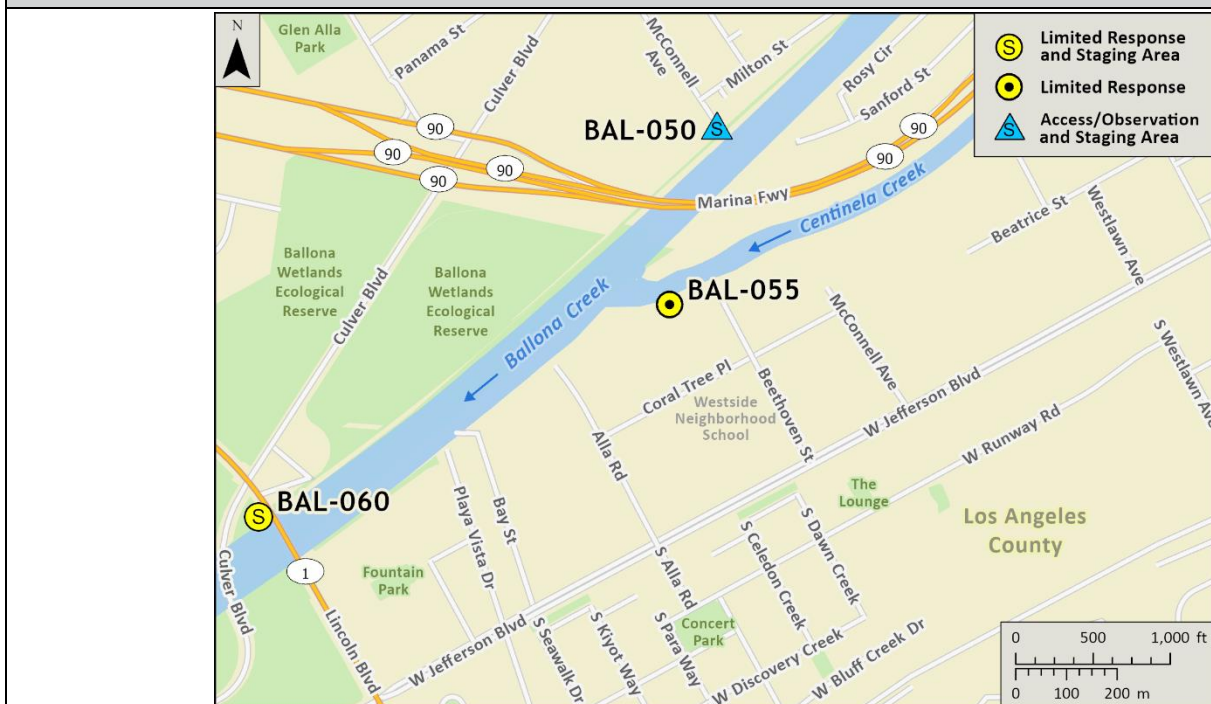 N
Glen Alla
Park
Panama St
Culver Blvd
McConnell
Ave
Milton St
Rosy Cir
Sanford St
S
Limited Response
and Staging Area
Limited Response
S
Access/Observation
and Staging Area
BAL-050
S
90
90
90
90
90
90
Marina Fwy
Centinela Creek
Beatrice St
Westlawn Ave
Ballona
Wetlands
Ecological
Reserve
Culver Blvd
Ballona
Wetlands
Ecological
Reserve
Ballona Creek
BAL-055
McConnell Ave
S Westlawn Ave
Coral Tree Pl
Westside
Neighborhood
School
Beethoven St
W Jefferson Blvd
W Runway Rd
Alla Rd
S
BAL-060
Playa Vista Dr
Bay St
The
Lounge
Los Angeles
County
S Celedon Creek
S Dawn Creek
Culver Blvd
1
Fountain
Park
Lincoln Blvd
W Jefferson Blvd
S Seawalk Dr
S Kiyot Way
S Alla Rd
S Para Way
Concert
Park
W Discovery Creek
W Bluff Creek Dr
0 500 1,000 ft
0 100 200 m